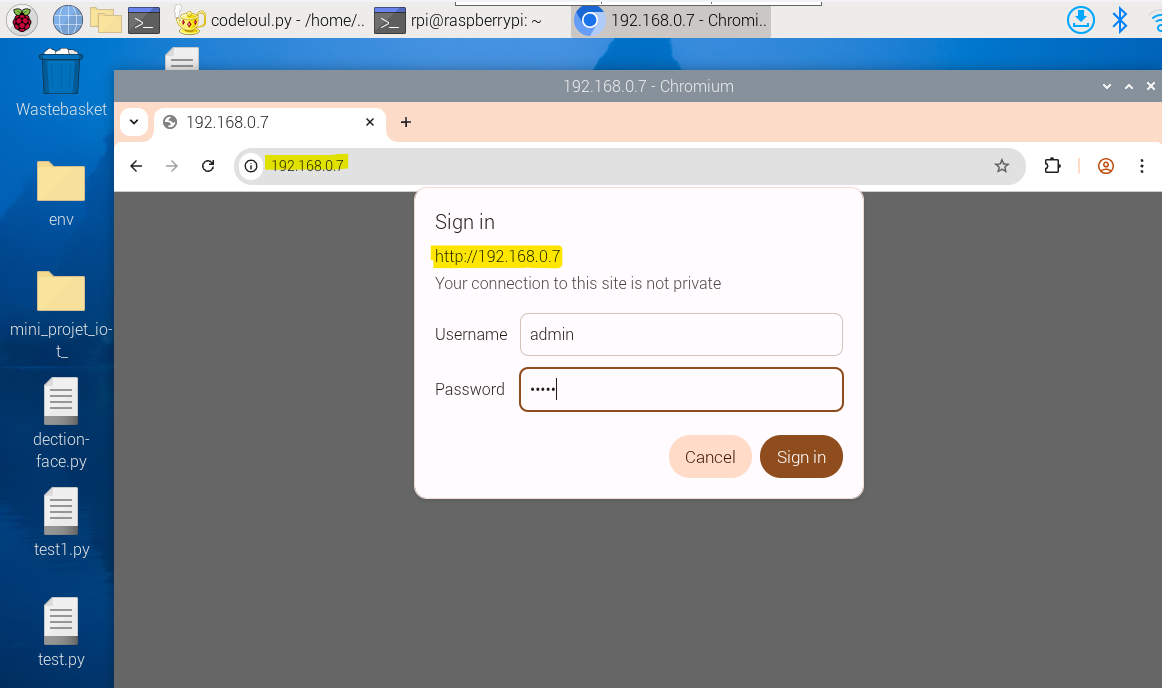 codeloul.py - /home/..
rpi@raspberrypi: ~
192.168.0.7 - Chromi..
Wastebasket
env
mini_projet_io-
t_
dection-
face.py
test1.py
test.py
192.168.0.7 - Chromium
192.168.0.7
192.168.0.7
Sign in
http://192.168.0.7
Your connection to this site is not private
Username
admin
Password
•••••
Cancel
Sign in